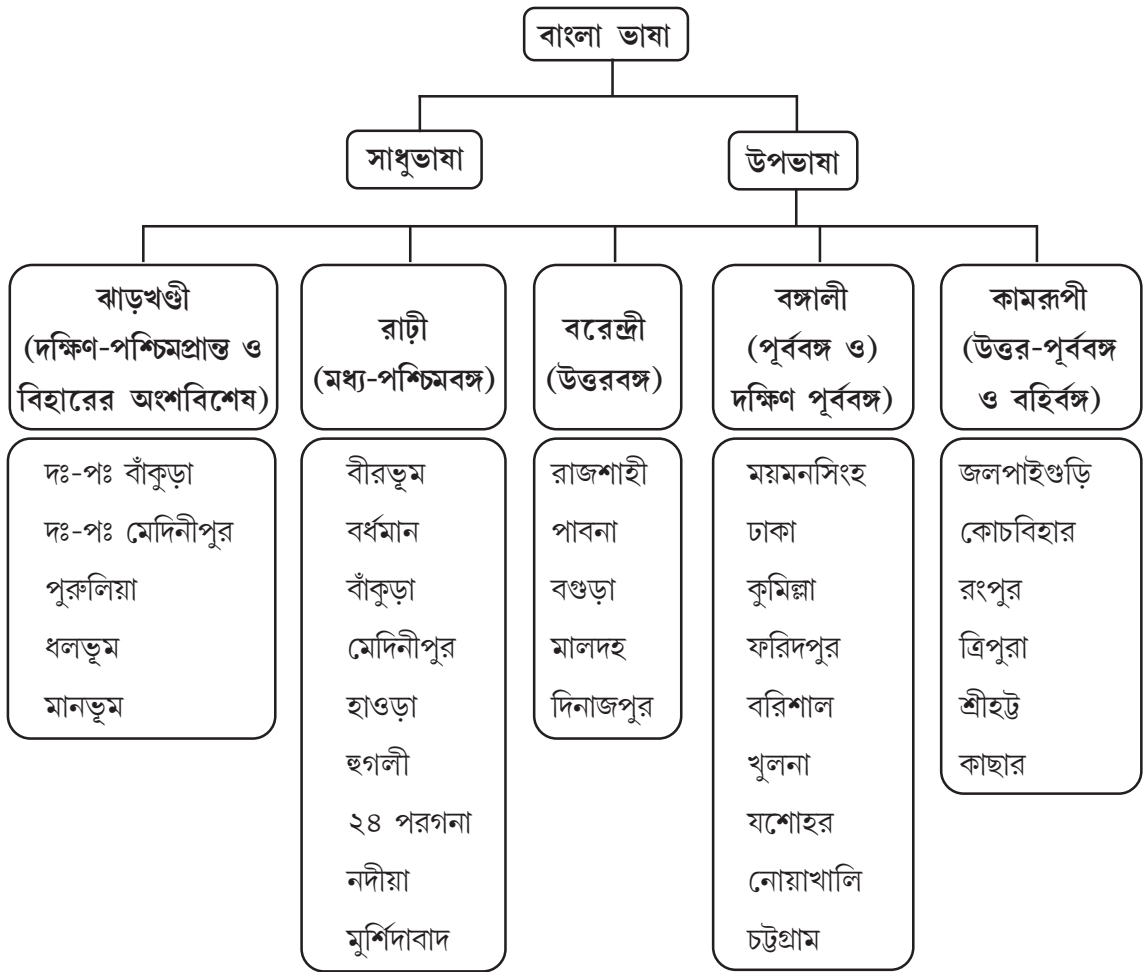 বাংলা ভাষা
সাধুভাষা
উপভাষা
ঝাড়খণ্ডী
(দক্ষিণ-পশ্চিমপ্রান্ত ও
বিহারের অংশবিশেষ)
রাঢ়ী
(মধ্য-পশ্চিমবঙ্গ)
বরেন্দ্রী
(উত্তরবঙ্গ)
বঙ্গালী
(পূর্ববঙ্গ ও)
দক্ষিণ পূর্ববঙ্গ)
কামরূপী
(উত্তর-পূর্ববঙ্গ
ও বহির্বঙ্গ)
দঃ-পঃ বাঁকুড়া
দঃ-পঃ মেদিনীপুর
পুরুলিয়া
ধলভূম
মানভূম
বীরভূম
বর্ধমান
বাঁকুড়া
মেদিনীপুর
হাওড়া
হুগলী
২৪ পরগনা
নদীয়া
মুর্শিদাবাদ
রাজশাহী
পাবনা
বগুড়া
মালদহ
দিনাজপুর
ময়মনসিংহ
ঢাকা
কুমিল্লা
ফরিদপুর
বরিশাল
খুলনা
যশোহর
নোয়াখালি
চট্টগ্রাম
জলপাইগুড়ি
কোচবিহার
রংপুর
ত্রিপুরা
শ্রীহট্ট
কাছার